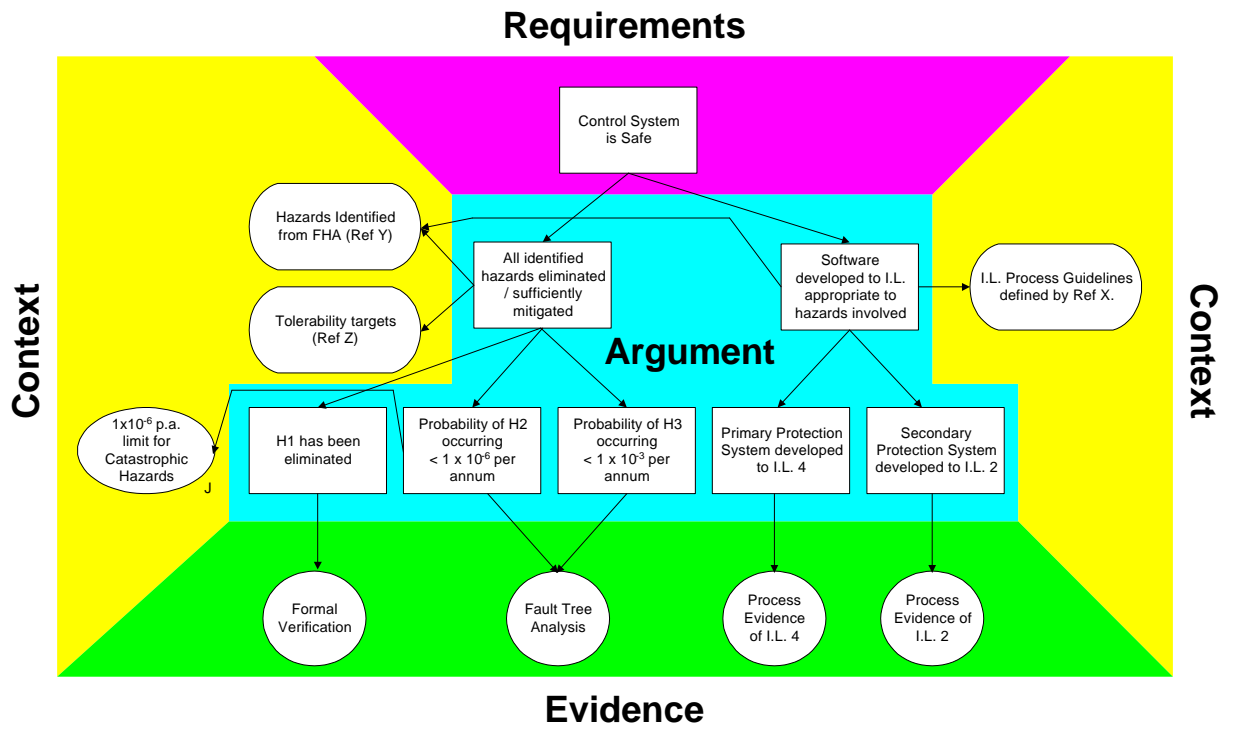 Requirements
Control System
is Safe
Hazards Identified
from FHA (Ref Y)
All identified
hazards eliminated
/ sufficiently
mitigated
Software
developed to I.L.
appropriate to
hazards involved
I.L. Process Guidelines
defined by Ref X.
Tolerability targets
(Ref Z)
Argument
Context
Context
1x10⁻⁶ p.a.
limit for
Catastrophic
Hazards
J
H1 has been
eliminated
Probability of H2
occurring
< 1 x 10⁻⁶ per
annum
Probability of H3
occurring
< 1 x 10⁻³ per
annum
Primary Protection
System developed
to I.L. 4
Secondary
Protection System
developed to I.L. 2
Formal
Verification
Fault Tree
Analysis
Process
Evidence
of I.L. 4
Process
Evidence of
I.L. 2
Evidence